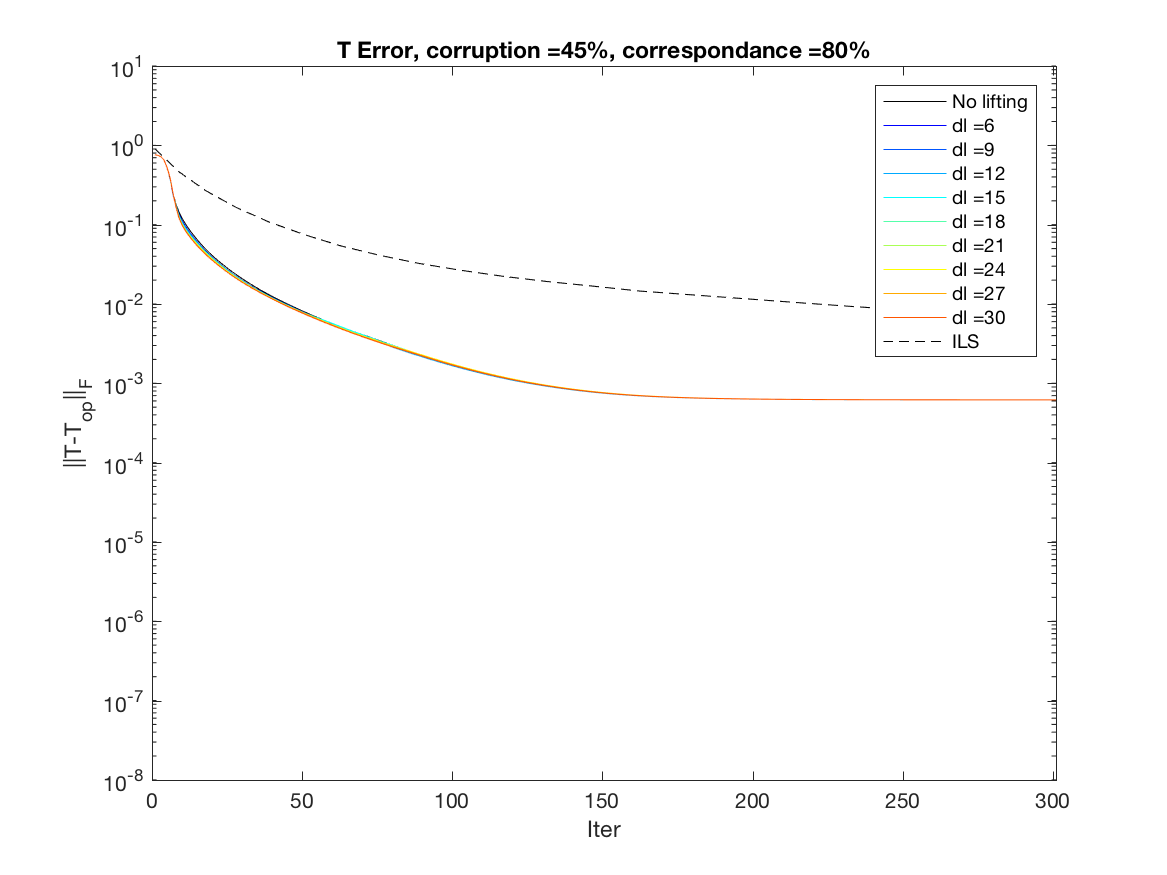 T Error, corruption =45%, correspondance =80%
10^1
10^0
10^-1
10^-2
10^-3
10^-4
10^-5
10^-6
10^-7
10^-8
||T-T_op||_F
No lifting
dl =6
dl =9
dl =12
dl =15
dl =18
dl =21
dl =24
dl =27
dl =30
ILS
0 50 100 150 200 250 300
Iter